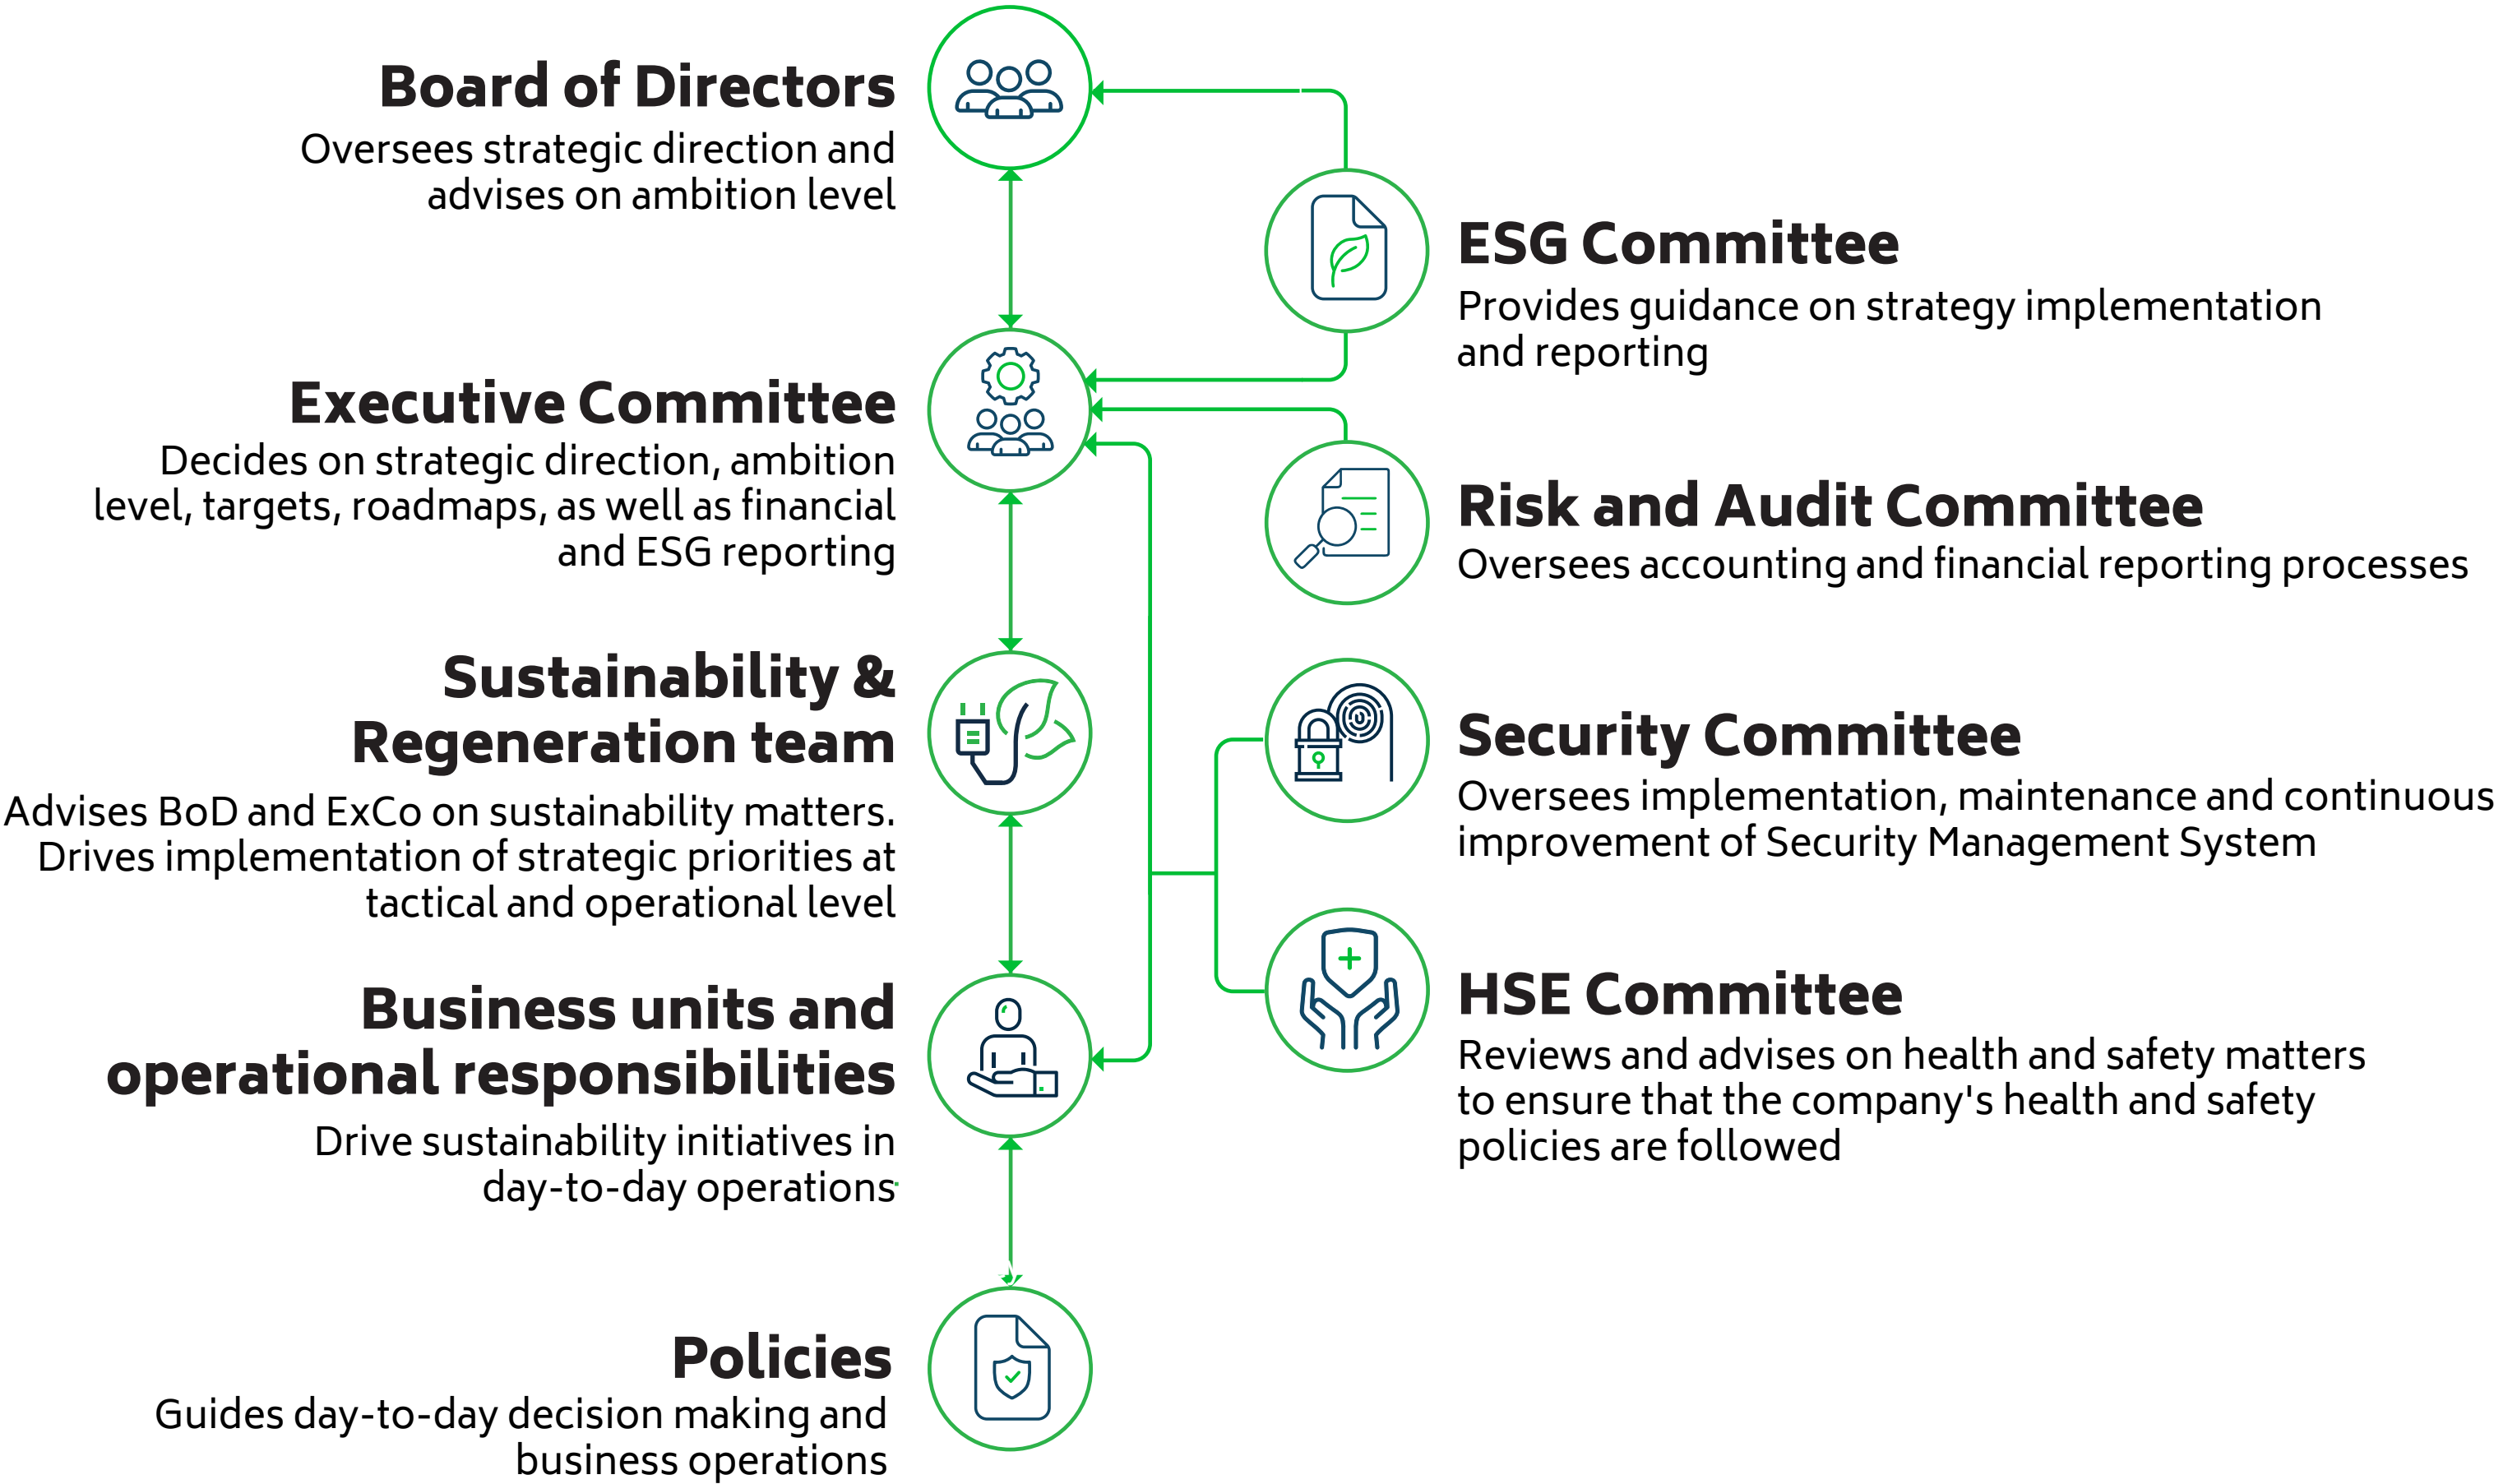 Board of Directors
Oversees strategic direction and
advises on ambition level
ESG Committee
Provides guidance on strategy implementation
and reporting
Executive Committee
Decides on strategic direction, ambition
level, targets, roadmaps, as well as financial
and ESG reporting
Risk and Audit Committee
Oversees accounting and financial reporting processes
Sustainability &
Regeneration team
Advises BoD and ExCo on sustainability matters.
Drives implementation of strategic priorities at
tactical and operational level
Security Committee
Oversees implementation, maintenance and continuous
improvement of Security Management System
Business units and
operational responsibilities
Drive sustainability initiatives in
day-to-day operations
HSE Committee
Reviews and advises on health and safety matters
to ensure that the company's health and safety
policies are followed
Policies
Guides day-to-day decision making and
business operations